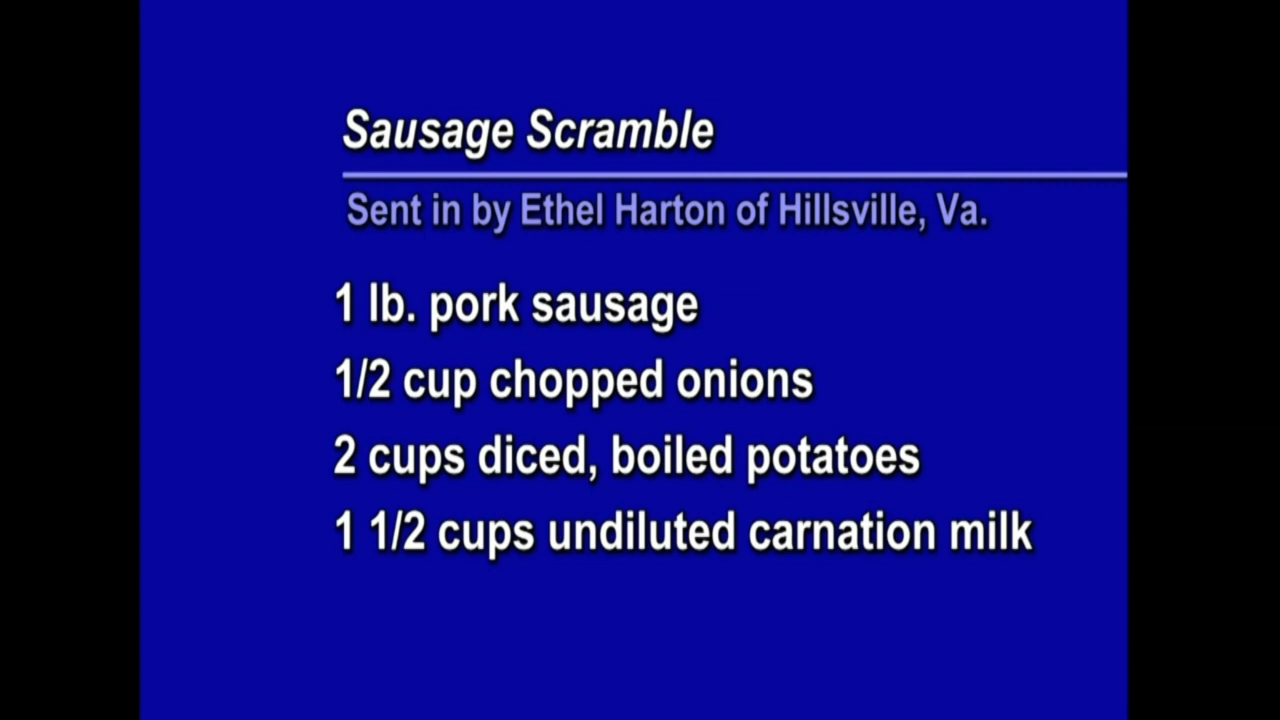 Sausage Scramble
Sent in by Ethel Harton of Hillsville, Va.
1 lb. pork sausage
1/2 cup chopped onions
2 cups diced, boiled potatoes
1 1/2 cups undiluted carnation milk